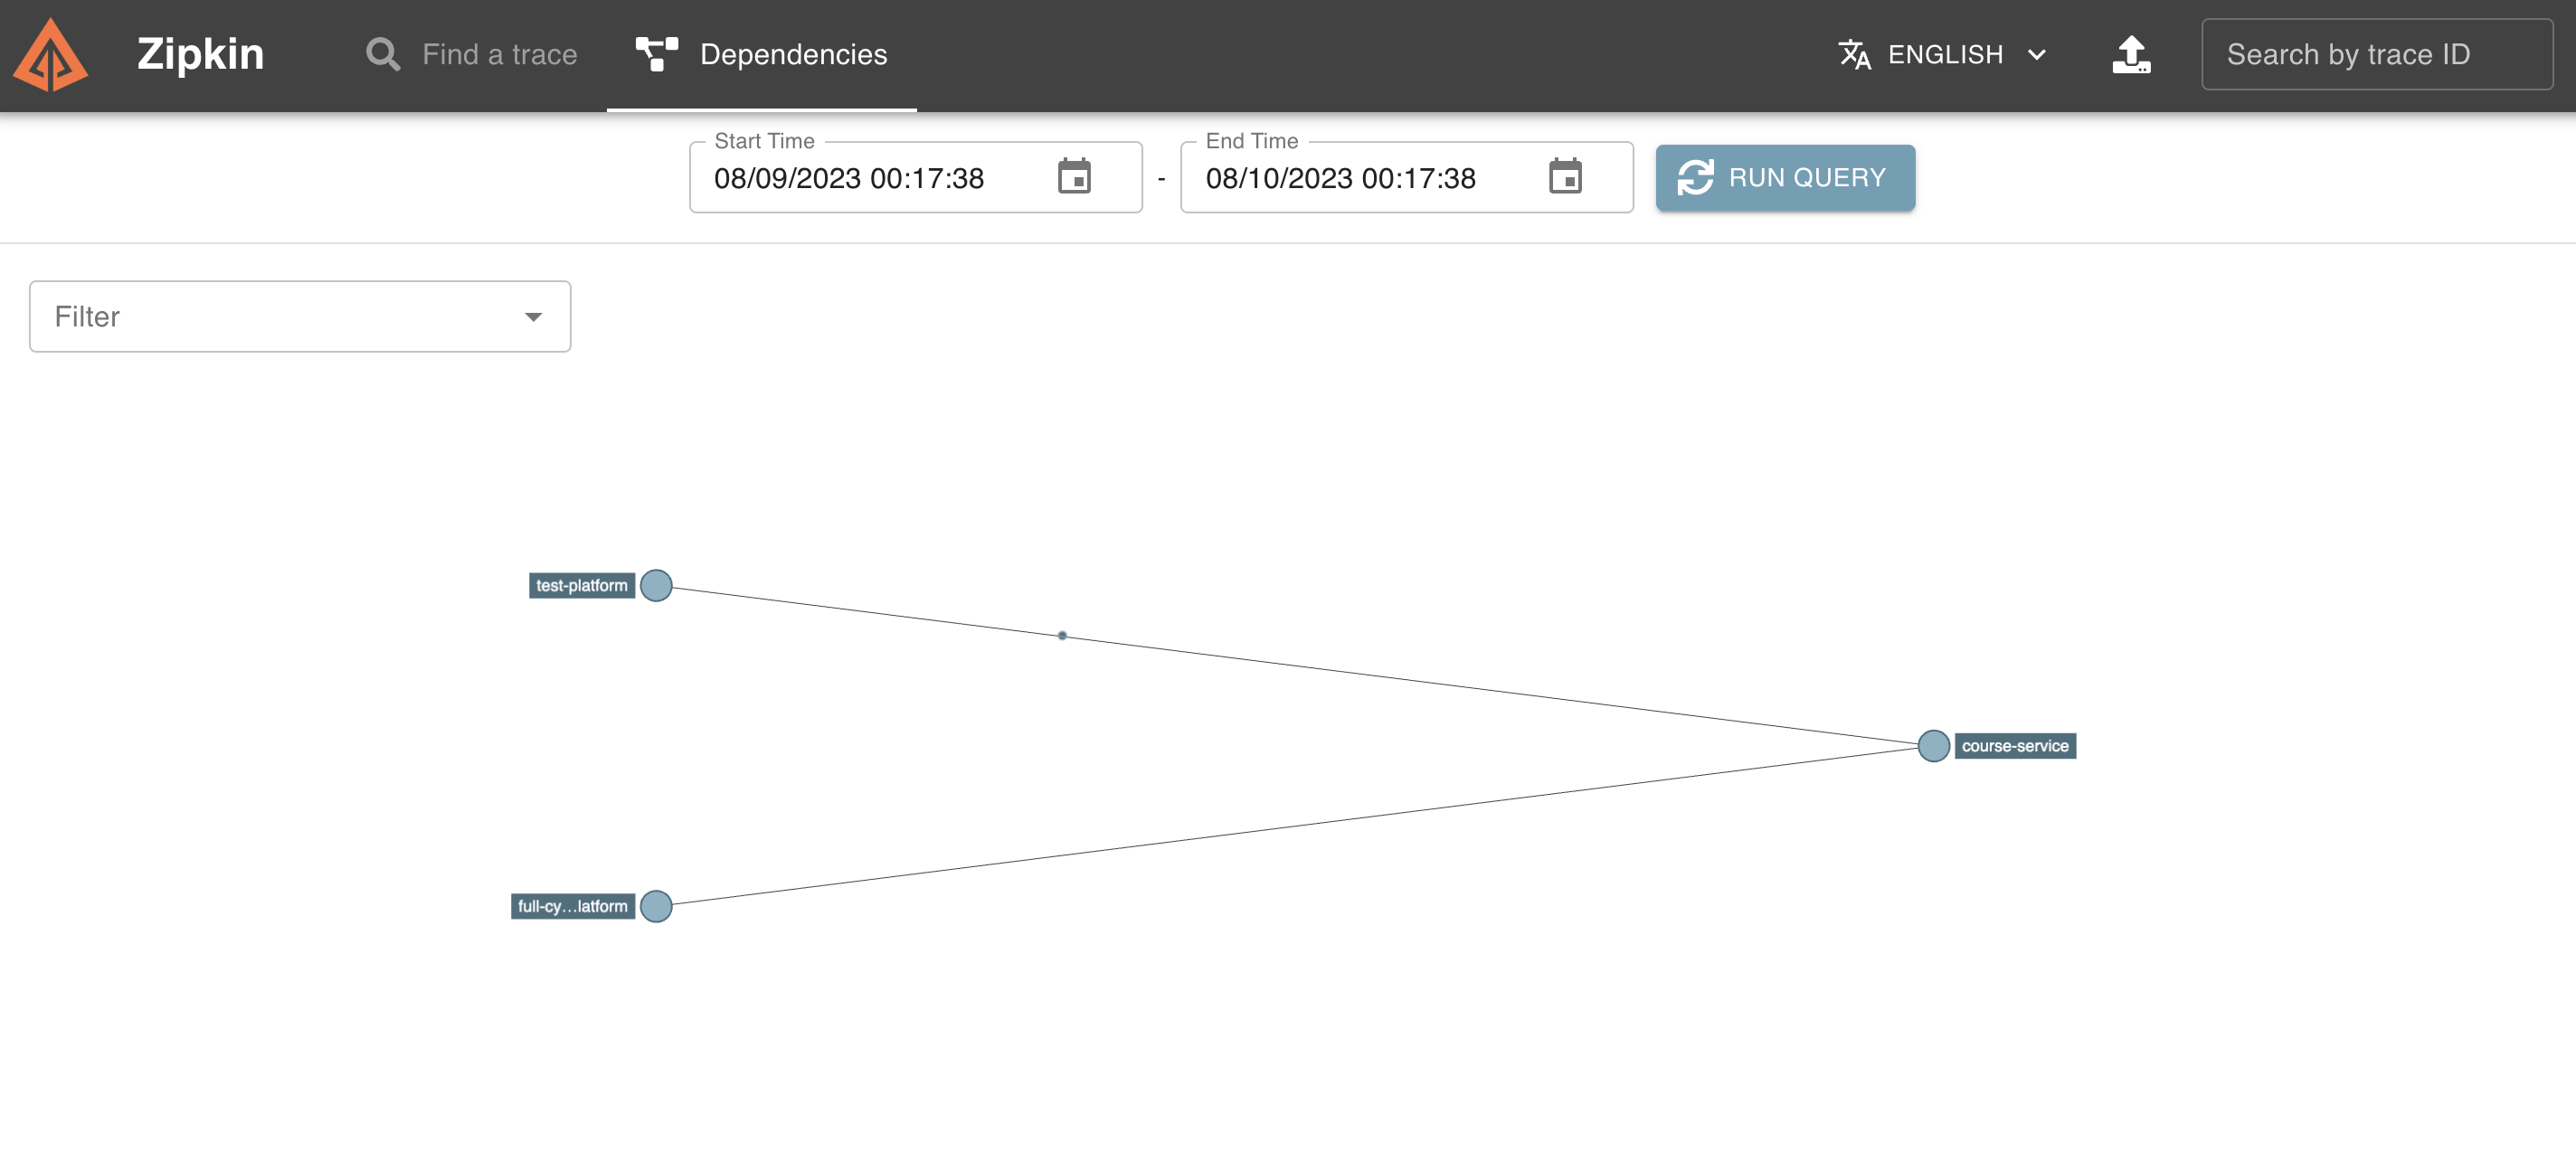 Zipkin
Find a trace
Dependencies
ENGLISH
Search by trace ID
Start Time
08/09/2023 00:17:38
-
End Time
08/10/2023 00:17:38
RUN QUERY
Filter
test-platform
course-service
full-cy...latform